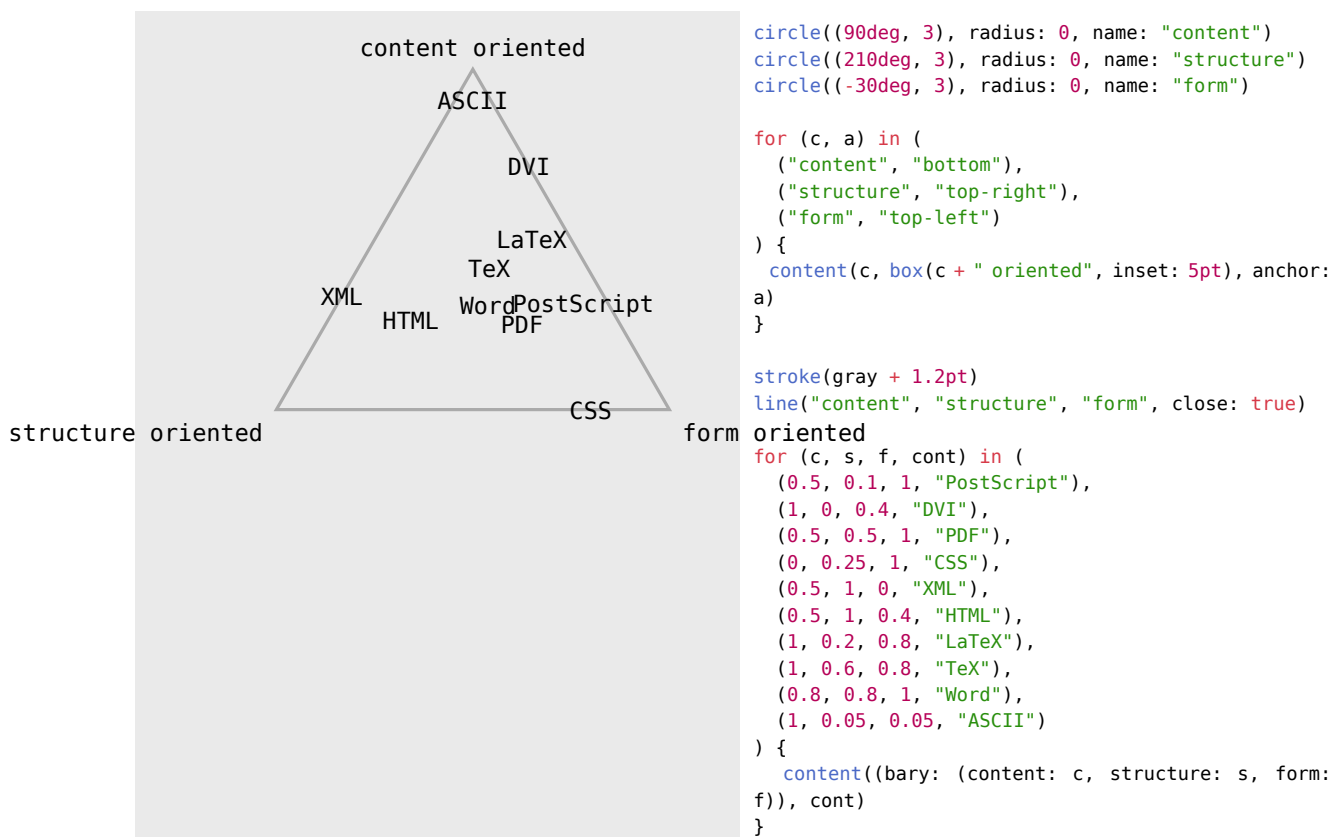 content oriented
ASCII
DVI
LaTeX
TeX
XML
WordPostScript
HTML
PDF
CSS
structure oriented
form oriented
circle((90deg, 3), radius: 0, name: "content")
circle((210deg, 3), radius: 0, name: "structure")
circle((-30deg, 3), radius: 0, name: "form")
for (c, a) in (
("content", "bottom"),
("structure", "top-right"),
("form", "top-left")
) {
content(c, box(c + " oriented", inset: 5pt), anchor:
a)
}
stroke(gray + 1.2pt)
line("content", "structure", "form", close: true)
for (c, s, f, cont) in (
(0.5, 0.1, 1, "PostScript"),
(1, 0, 0.4, "DVI"),
(0.5, 0.5, 1, "PDF"),
(0, 0.25, 1, "CSS"),
(0.5, 1, 0, "XML"),
(0.5, 1, 0.4, "HTML"),
(1, 0.2, 0.8, "LaTeX"),
(1, 0.6, 0.8, "TeX"),
(0.8, 0.8, 1, "Word"),
(1, 0.05, 0.05, "ASCII")
) {
content((bary: (content: c, structure: s, form:
f)), cont)
}